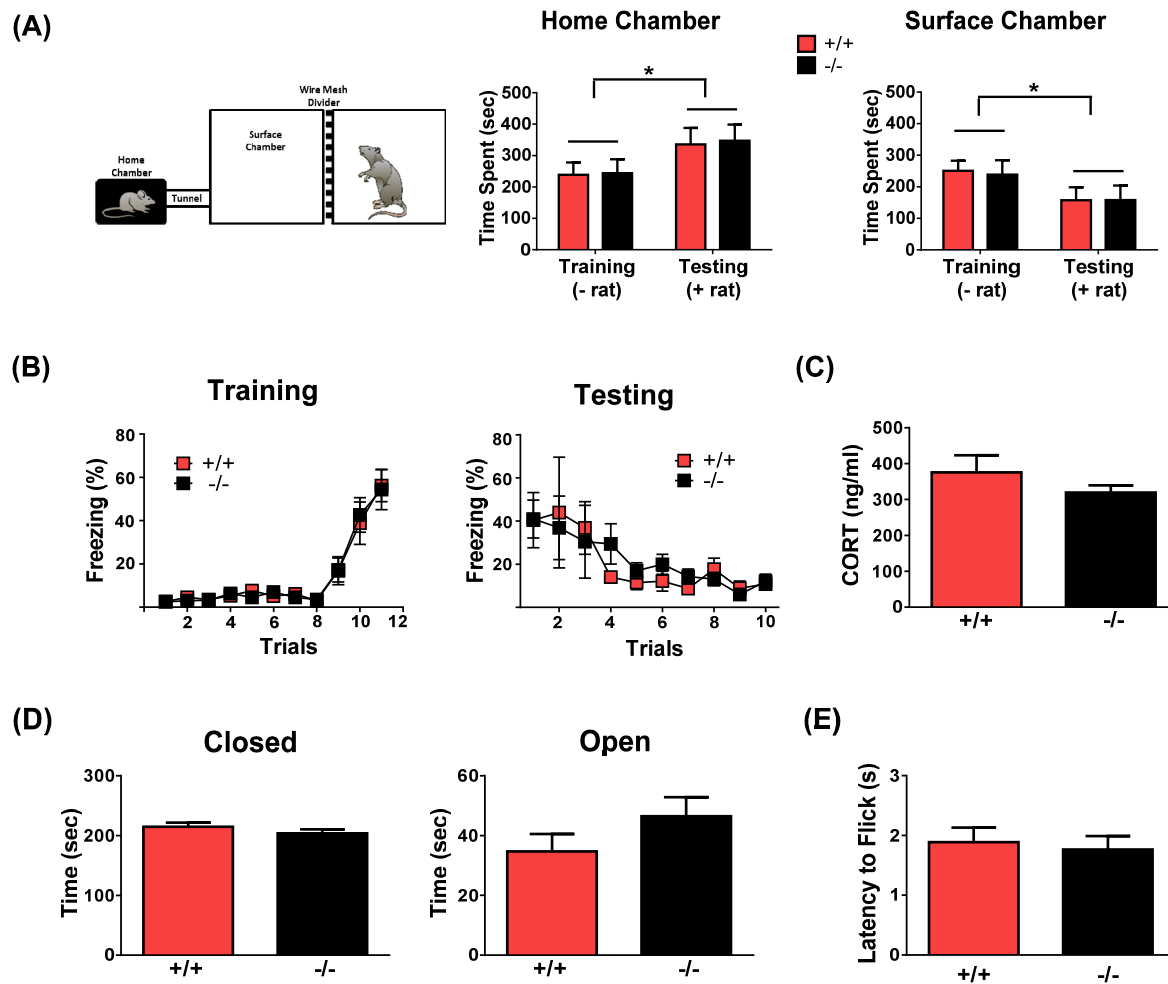 (A)
Home Chamber
Surface Chamber
+/+
-/-
Wire Mesh
Divider
Surface
Chamber
Home
Chamber
Tunnel
Time Spent (sec)
500
400
300
200
100
0
*
Training
(- rat)
Testing
(+ rat)
Time Spent (sec)
500
400
300
200
100
0
*
Training
(- rat)
Testing
(+ rat)
(B)
Training
Freezing (%)
80
60
40
20
+/+
-/-
2 4 6 8 10 12
Trials
Testing
Freezing (%)
80
60
40
20
+/+
-/-
2 4 6 8 10
Trials
(C)
CORT (ng/ml)
500
400
300
200
100
0
+/+ -/-
(D)
Closed
Time (sec)
300
200
100
0
+/+ -/-
Open
Time (sec)
60
40
20
0
+/+ -/-
(E)
Latency to Flick (s)
3
2
1
0
+/+ -/-